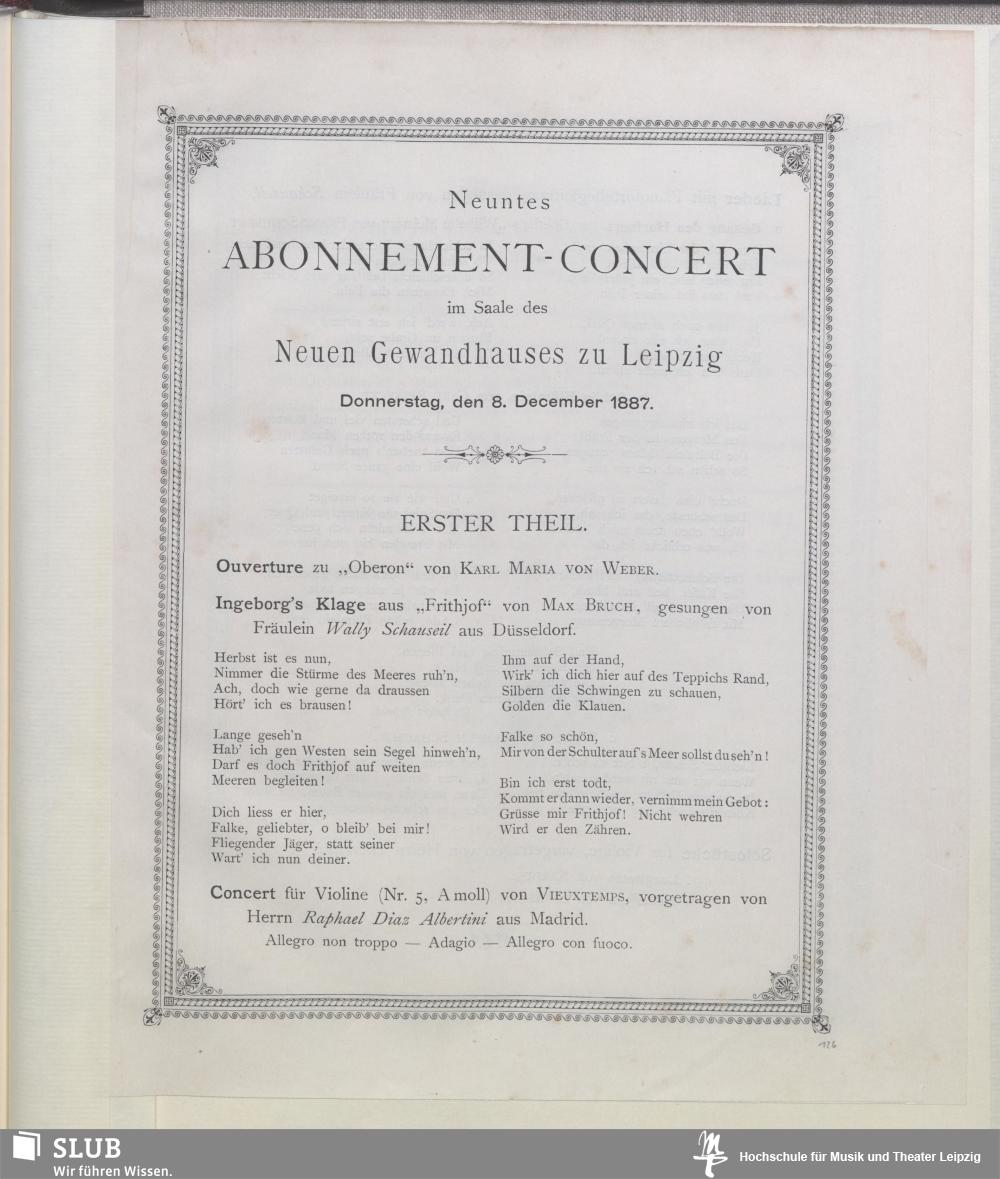 Neuntes
ABONNEMENT-CONCERT
im Saale des
Neuen Gewandhauses zu Leipzig
Donnerstag, den 8. December 1887.
ERSTER THEIL.
Ouverture zu „Oberon“ von KARL MARIA VON WEBER.
Ingeborg's Klage aus „Frithjof“ von MAX BRUCH, gesungen von
Fräulein Wally Schauseil aus Düsseldorf.
Herbst ist es nun,
Nimmer die Stürme des Meeres ruh'n,
Ach, doch wie gerne da draussen
Hört' ich es brausen!
Lange geseh'n
Hab' ich gen Westen sein Segel hinweh'n,
Darf es doch Frithjof auf weiten
Meeren begleiten!
Dich liess er hier,
Falke, geliebter, o bleib' bei mir!
Fliegender Jäger, statt seiner
Wart' ich nun deiner.
Ihm auf der Hand,
Wirk' ich dich hier auf des Teppichs Rand,
Silbern die Schwingen zu schauen,
Golden die Klauen.
Falke so schön,
Mir von der Schulter auf's Meer sollst du seh'n!
Bin ich erst todt,
Kommt er dann wieder, vernimm mein Gebot:
Grüsse mir Frithjof! Nicht wehren
Wird er den Zähren.
Concert für Violine (Nr. 5, A moll) von VIEUXTEMPS, vorgetragen von
Herrn Raphael Diaz Albertini aus Madrid.
Allegro non troppo — Adagio — Allegro con fuoco.
126
SLUB
Wir führen Wissen.
Hochschule für Musik und Theater Leipzig